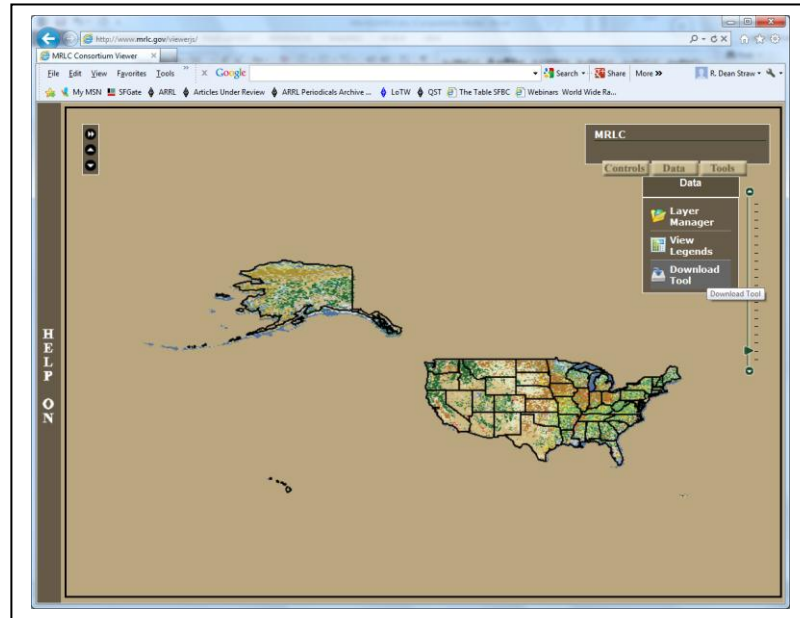 http://www.mrlc.gov/viewerjs/
MRLC Consortium Viewer
File Edit View Favorites Tools » x Google Search Share More » R. Dean Straw
My MSN SFGate ARRL Articles Under Review ARRL Periodicals Archive ... LoTW QST The Table SFBC Webinars World Wide Ra...
MRLC
Controls Data Tools
Data
Layer
Manager
View
Legends
Download
Tool
Download Tool
HELP ON